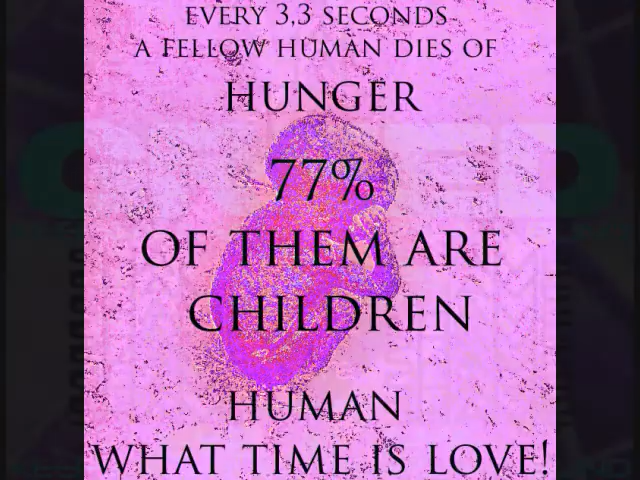 EVERY 3,3 SECONDS
A FELLOW HUMAN DIES OF
HUNGER
77%
OF THEM ARE
CHILDREN
HUMAN
WHAT TIME IS LOVE!